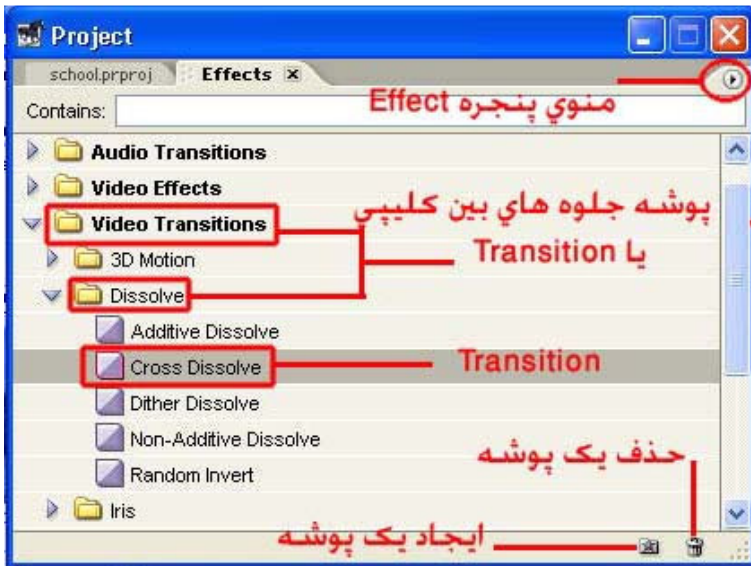 Project
school.prproj
Effects
Contains:
منوي پنجره Effect
Audio Transitions
Video Effects
Video Transitions
پوشه جلوه هاي بين كليپي
يا Transition
3D Motion
Dissolve
Additive Dissolve
Cross Dissolve
Transition
Dither Dissolve
Non-Additive Dissolve
Random Invert
حذف يک پوشه
Iris
ايجاد يک پوشه